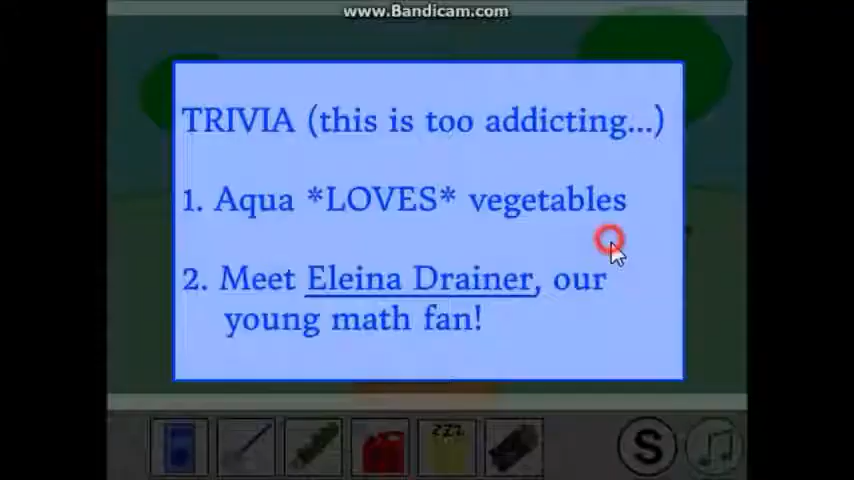 www.Bandicam.com
TRIVIA (this is too addicting...)
1. Aqua *LOVES* vegetables
2. Meet Eleina Drainer, our
young math fan!
ZZZ
S